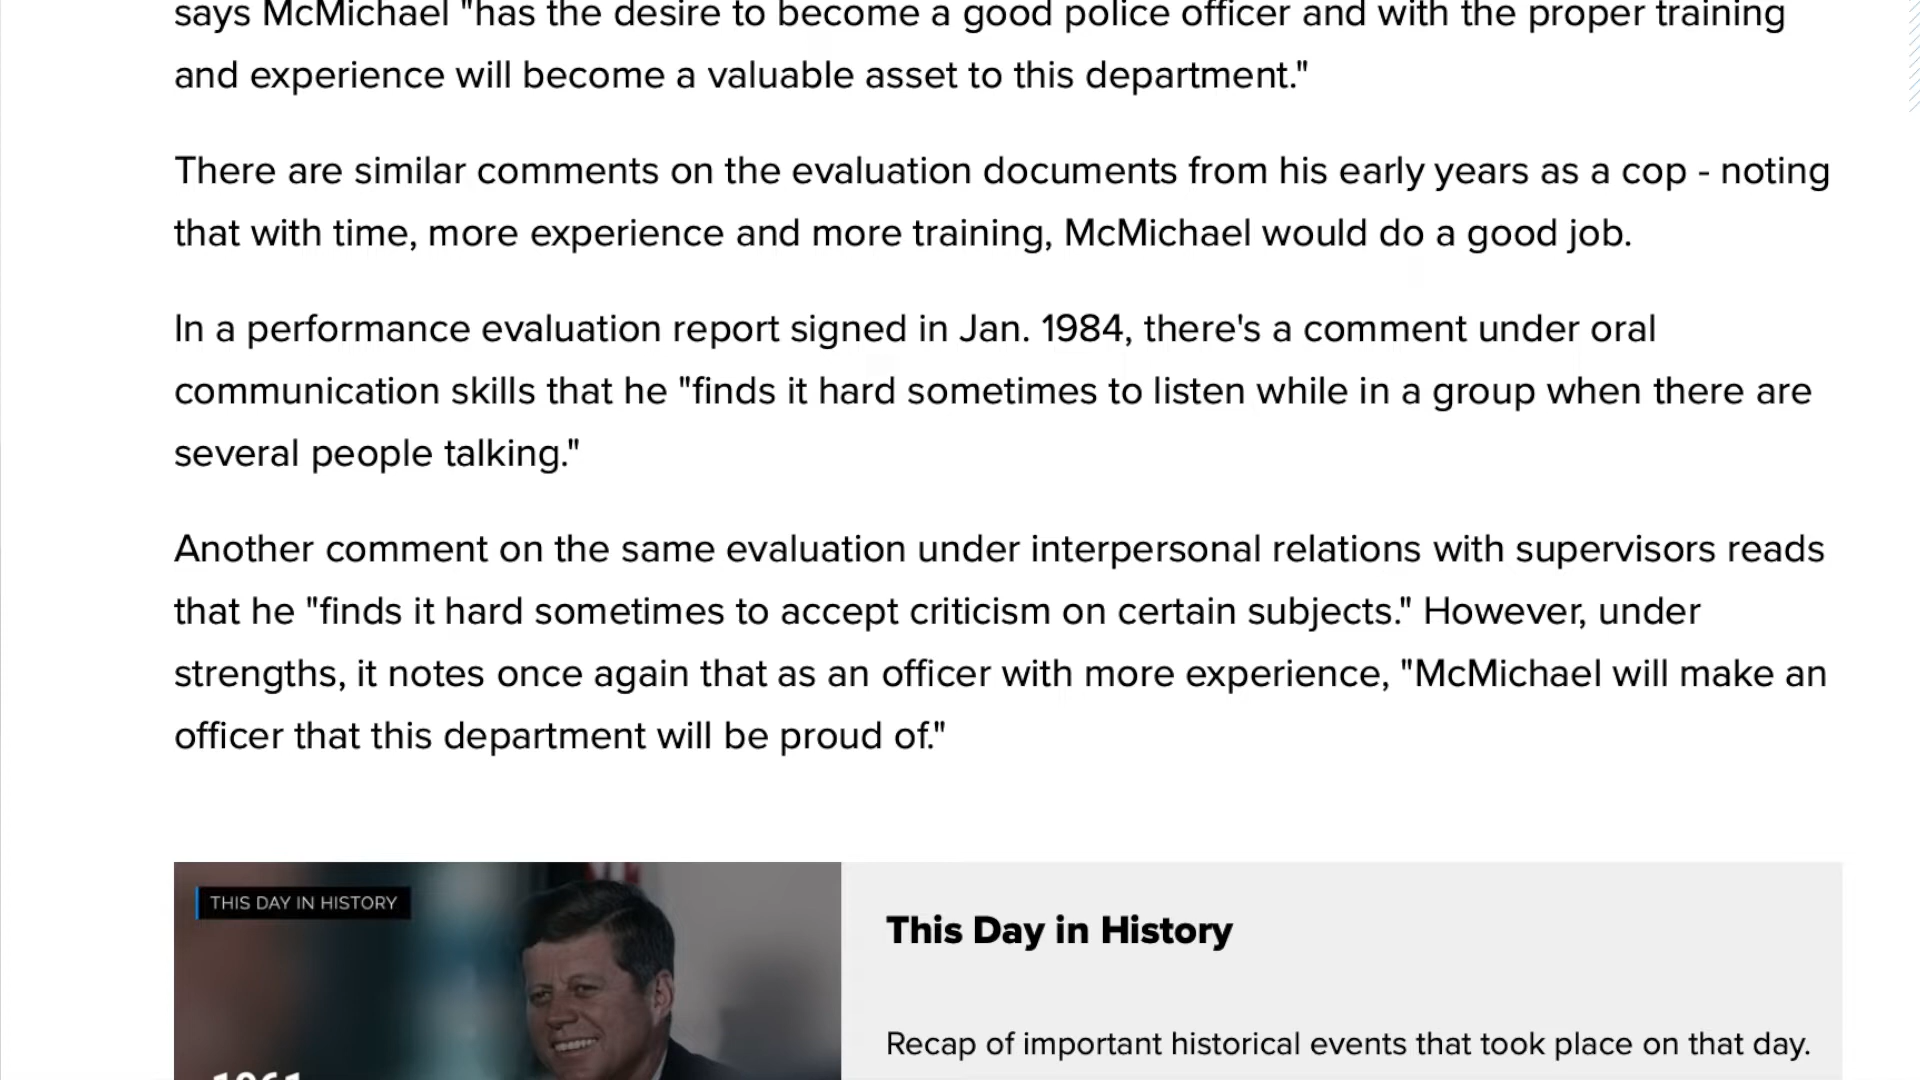 says McMichael "has the desire to become a good police officer and with the proper training
and experience will become a valuable asset to this department."
There are similar comments on the evaluation documents from his early years as a cop - noting
that with time, more experience and more training, McMichael would do a good job.
In a performance evaluation report signed in Jan. 1984, there's a comment under oral
communication skills that he "finds it hard sometimes to listen while in a group when there are
several people talking."
Another comment on the same evaluation under interpersonal relations with supervisors reads
that he "finds it hard sometimes to accept criticism on certain subjects." However, under
strengths, it notes once again that as an officer with more experience, "McMichael will make an
officer that this department will be proud of."
THIS DAY IN HISTORY
1961
This Day in History
Recap of important historical events that took place on that day.